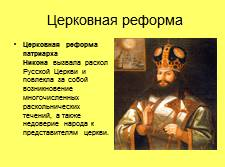 Церковная реформа
• Церковная реформа
патриарха
Никона вызвала раскол
Русской Церкви и
повлекла за собой
возникновение
многочисленных
раскольнических
течений, а также
недоверие народа к
представителям церкви.